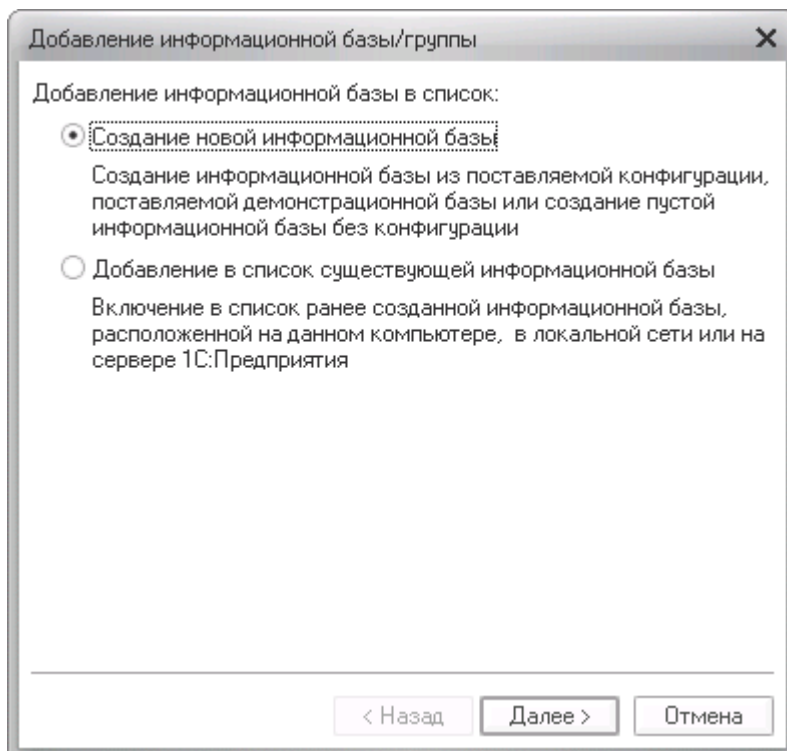 Добавление информационной базы/группы
Добавление информационной базы в список:
Создание новой информационной базы
Создание информационной базы из поставляемой конфигурации,
поставляемой демонстрационной базы или создание пустой
информационной базы без конфигурации
Добавление в список существующей информационной базы
Включение в список ранее созданной информационной базы,
расположенной на данном компьютере, в локальной сети или на
сервере 1С:Предприятия
< Назад Далее > Отмена